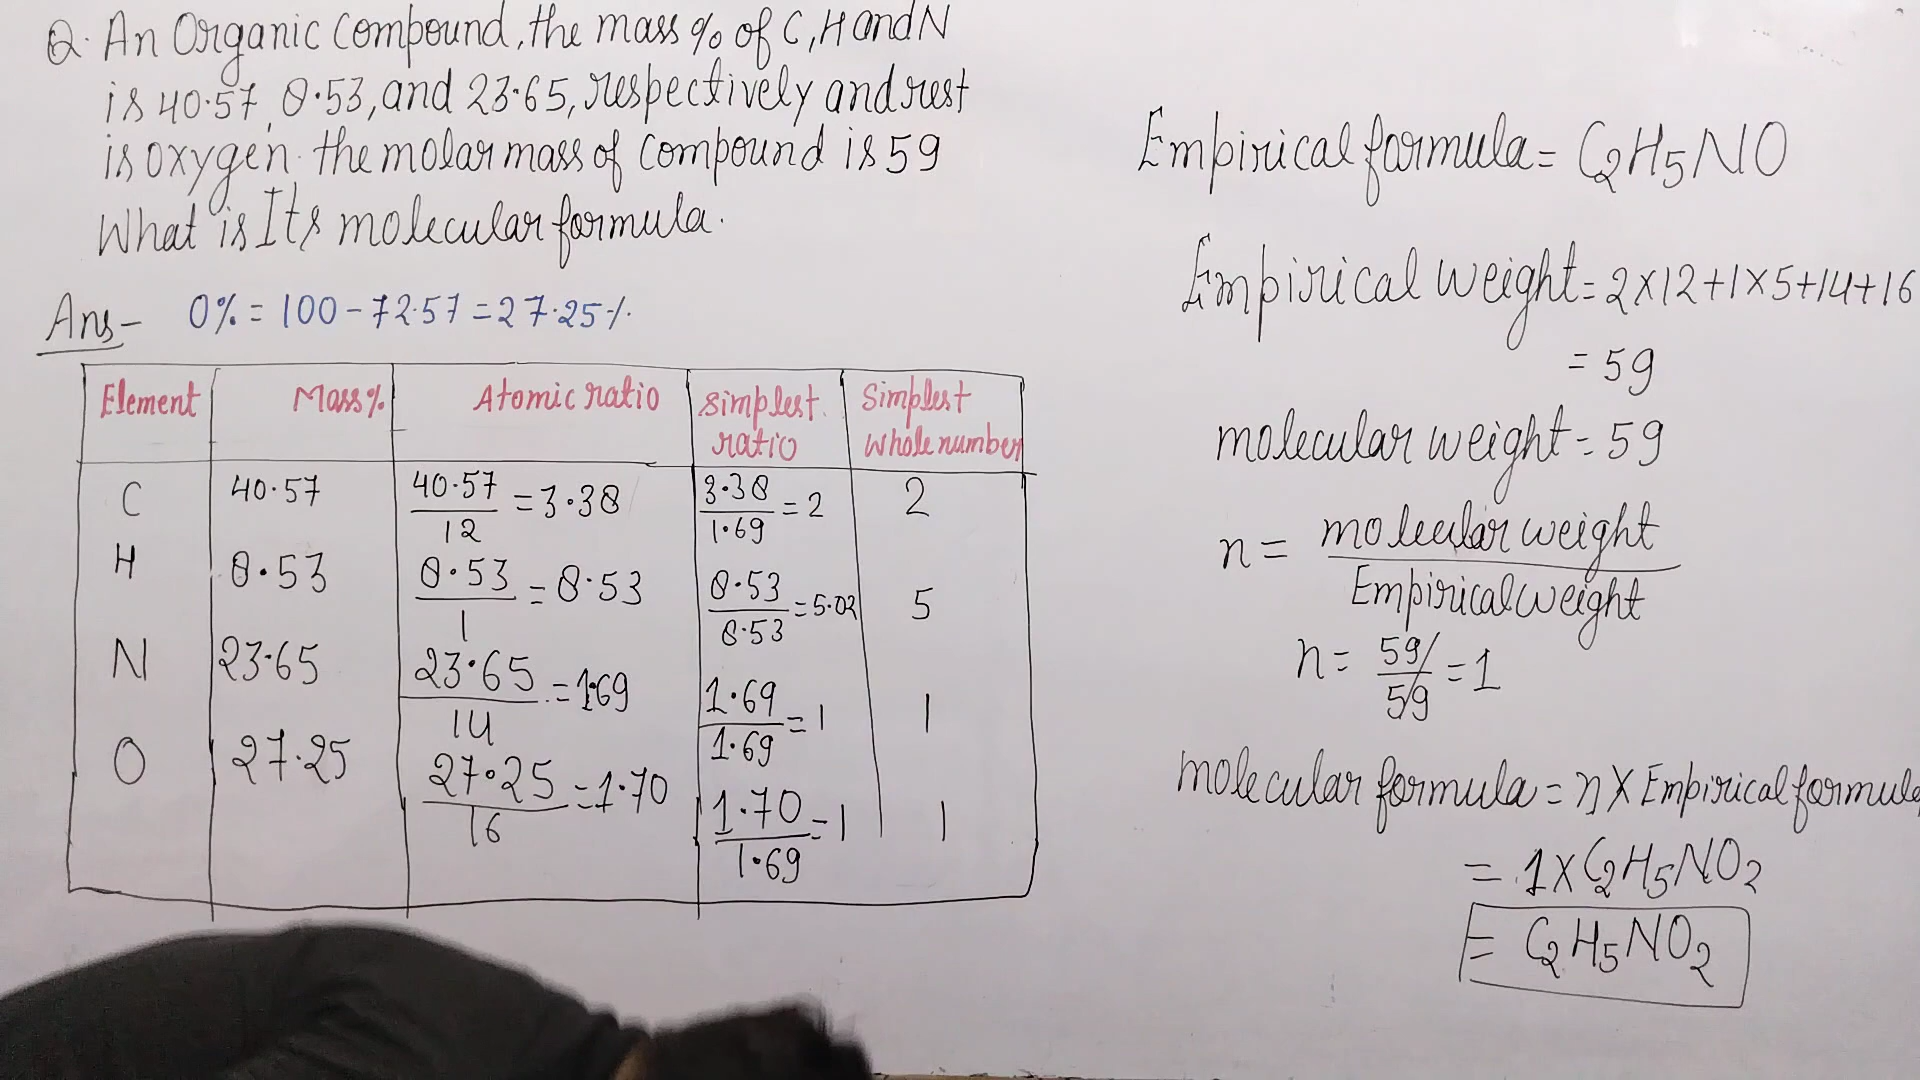 Q. An Organic Compound, the mass % of C, H and N
is 40.57, 8.53, and 23.65, respectively and rest
is oxygen. the molar mass of Compound is 59
What is Its molecular formula.
Ans- 0% = 100-72.57 = 27.25%
Element Mass% Atomic ratio Simplest ratio Simplest whole number
C 40.57 40.57/12 = 3.38 3.38/1.69 = 2 2
H 8.53 8.53/1 = 8.53 8.53/8.53 = 5.02 5
N 23.65 23.65/14 = 1.69 1.69/1.69 = 1 1
O 27.25 27.25/16 = 1.70 1.70/1.69 = 1 1
Empirical formula = C2H5NO
Empirical weight = 2×12+1×5+14+16
= 59
molecular weight = 59
n = molecular weight/Empirical weight
n = 59/59 = 1
molecular formula = n × Empirical formula
= 1×C2H5NO2
= C2H5NO2